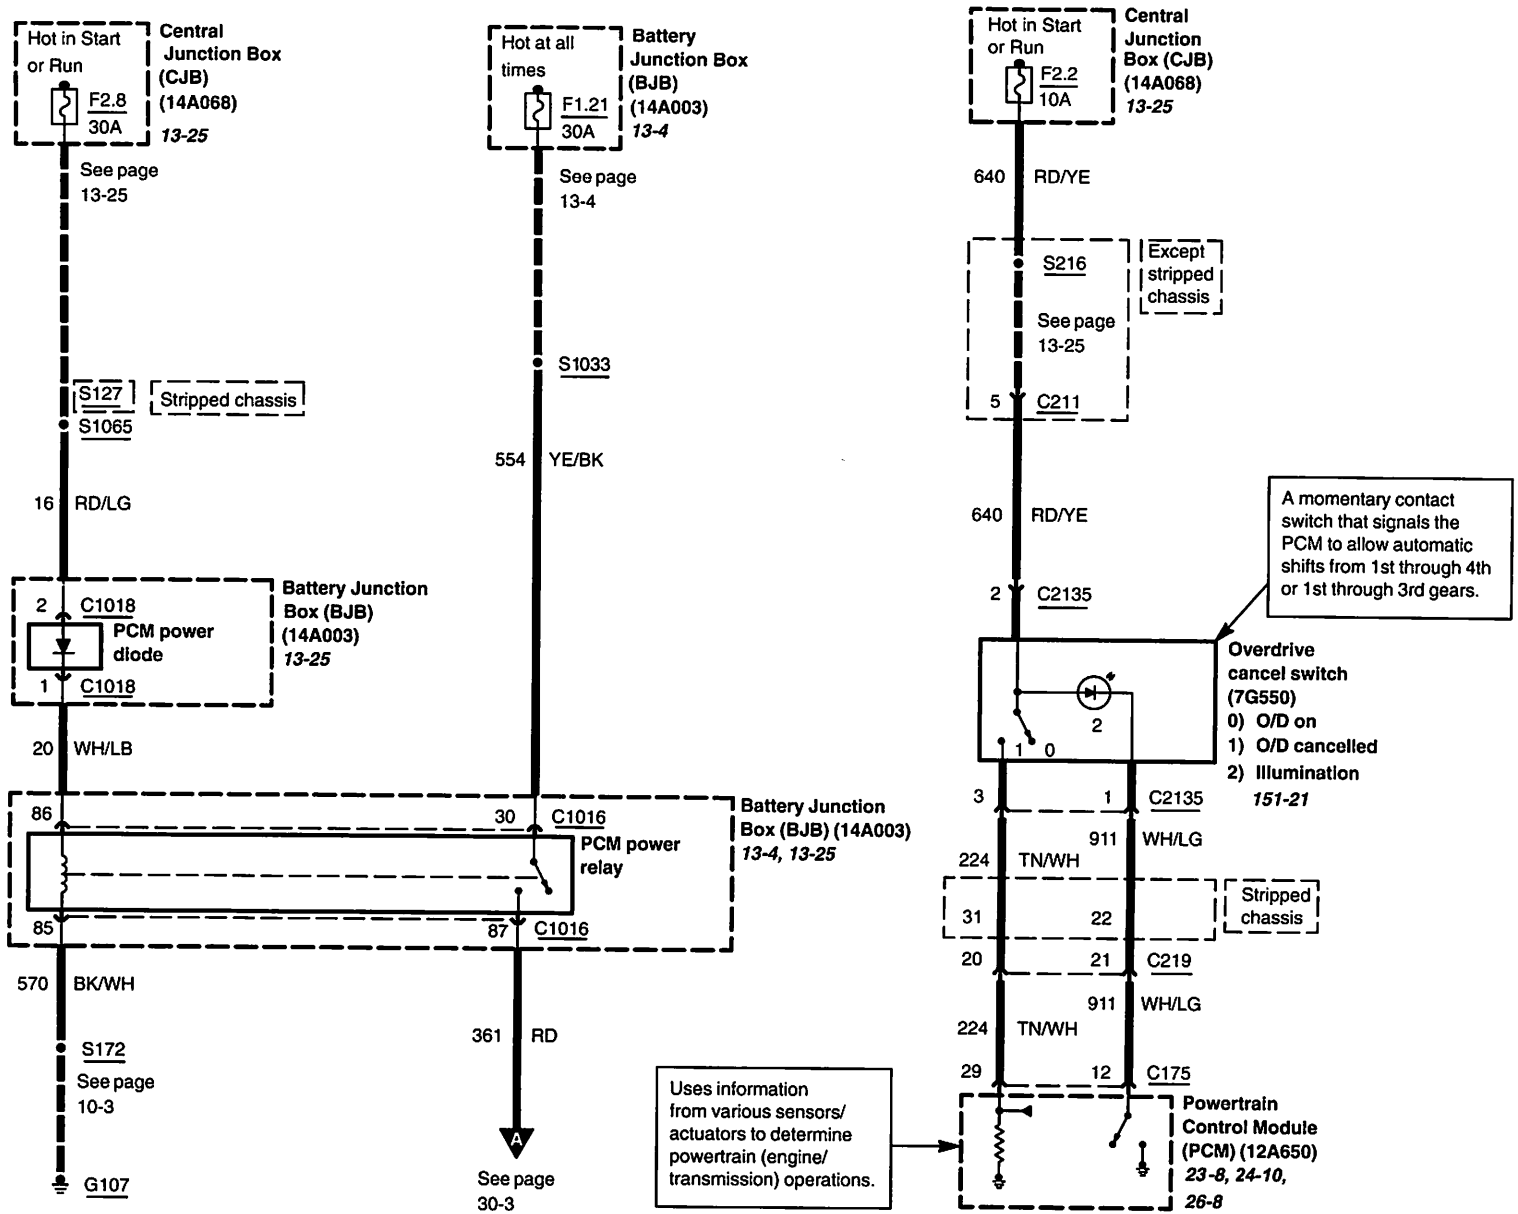 Hot in Start
or Run
F2.8
30A
Central
Junction Box
(CJB)
(14A068)
13-25
See page
13-25
S127
Stripped chassis
S1065
16 RD/LG
2 C1018
PCM power
diode
1 C1018
Battery Junction
Box (BJB)
(14A003)
13-25
20 WH/LB
Hot at all
times
F1.21
30A
Battery
Junction Box
(BJB)
(14A003)
13-4
See page
13-4
S1033
554 YE/BK
86
30 C1016
PCM power
relay
85
87 C1016
Battery Junction
Box (BJB) (14A003)
13-4, 13-25
570 BK/WH
S172
See page
10-3
G107
361 RD
A
See page
30-3
Hot in Start
or Run
F2.2
10A
Central
Junction
Box (CJB)
(14A068)
13-25
640 RD/YE
S216
Except
stripped
chassis
See page
13-25
5 C211
640 RD/YE
2 C2135
A momentary contact
switch that signals the
PCM to allow automatic
shifts from 1st through 4th
or 1st through 3rd gears.
Overdrive
cancel switch
(7G550)
0) O/D on
1) O/D cancelled
2) Illumination
151-21
2
1 0
3 1 C2135
911 WH/LG
224 TN/WH
31 22
Stripped
chassis
20 21 C219
911 WH/LG
224 TN/WH
29 12 C175
Uses information
from various sensors/
actuators to determine
powertrain (engine/
transmission) operations.
Powertrain
Control Module
(PCM) (12A650)
23-8, 24-10,
26-8